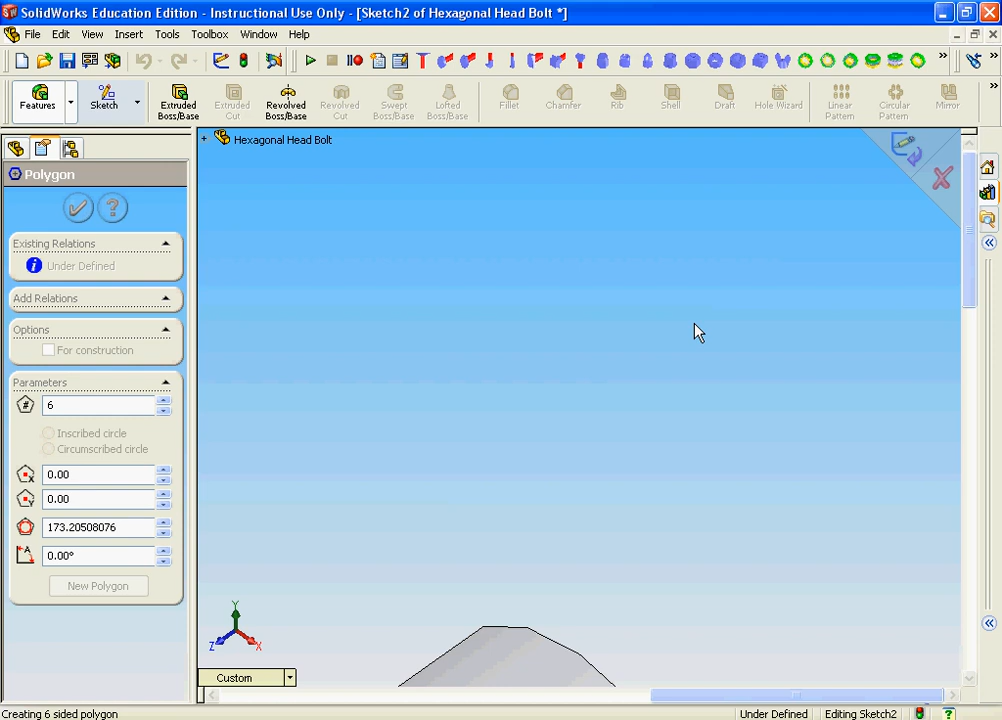 SolidWorks Education Edition - Instructional Use Only - [Sketch2 of Hexagonal Head Bolt *]
File Edit View Insert Tools Toolbox Window Help
Features Sketch Extruded Boss/Base Extruded Cut Revolved Boss/Base Revolved Cut Swept Boss/Base Lofted Boss/Base Fillet Chamfer Rib Shell Draft Hole Wizard Linear Pattern Circular Pattern Mirror
Hexagonal Head Bolt
Polygon
Existing Relations
Under Defined
Add Relations
Options
For construction
Parameters
6
Inscribed circle
Circumscribed circle
0.00
0.00
173.20508076
0.00°
New Polygon
Y
Z X
Custom
Creating 6 sided polygon Under Defined Editing Sketch2